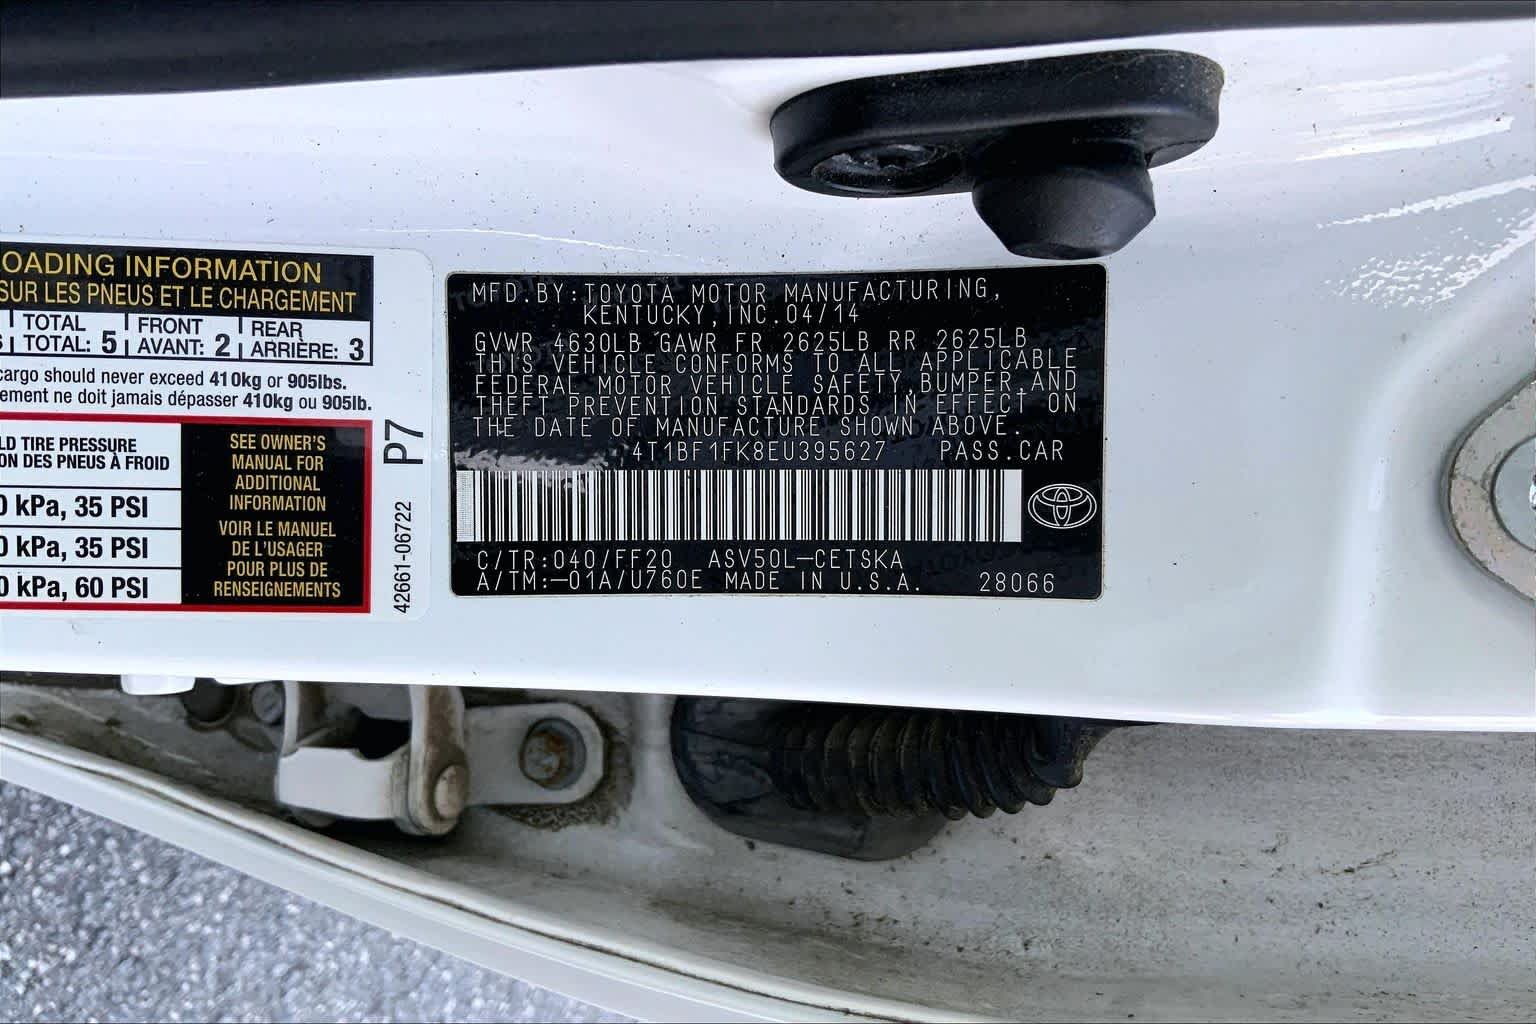 OADING INFORMATION
SUR LES PNEUS ET LE CHARGEMENT
TOTAL FRONT REAR
TOTAL: 5 AVANT: 2 ARRIÈRE: 3
cargo should never exceed 410kg or 905lbs.
ement ne doit jamais dépasser 410kg ou 905lb.
LD TIRE PRESSURE
ON DES PNEUS À FROID
0 kPa, 35 PSI
0 kPa, 35 PSI
0 kPa, 60 PSI
SEE OWNER'S
MANUAL FOR
ADDITIONAL
INFORMATION
VOIR LE MANUEL
DE L'USAGER
POUR PLUS DE
RENSEIGNEMENTS
P7
42661-06722
MFD.BY:TOYOTA MOTOR MANUFACTURING,
KENTUCKY,INC.04/14
GVWR 4630LB GAWR FR 2625LB RR 2625LB
THIS VEHICLE CONFORMS TO ALL APPLICABLE
FEDERAL MOTOR VEHICLE SAFETY,BUMPER,AND
THEFT PREVENTION STANDARDS IN EFFECT ON
THE DATE OF MANUFACTURE SHOWN ABOVE.
4T1BF1FK8EU395627 PASS.CAR
C/TR:040/FF20 ASV50L-CETSKA
A/TM:-01A/U760E MADE IN U.S.A. 28066